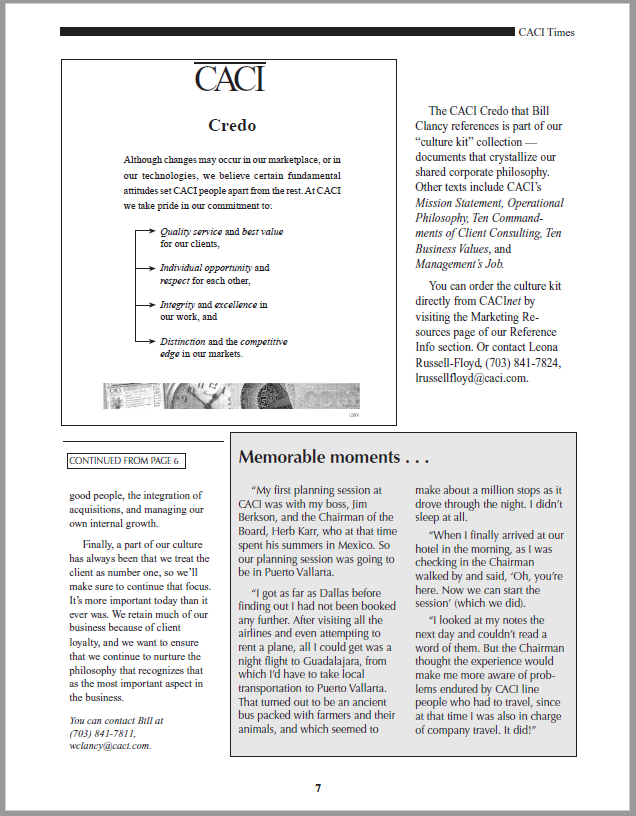 CACI Times
CACI
Credo
Although changes may occur in our marketplace, or in
our technologies, we believe certain fundamental
attitudes set CACI people apart from the rest. At CACI
we take pride in our commitment to:
Quality service and best value
for our clients,
Individual opportunity and
respect for each other,
Integrity and excellence in
our work, and
Distinction and the competitive
edge in our markets.
The CACI Credo that Bill
Clancy references is part of our
“culture kit” collection —
documents that crystallize our
shared corporate philosophy.
Other texts include CACI’s
Mission Statement, Operational
Philosophy, Ten Command-
ments of Client Consulting, Ten
Business Values, and
Management’s Job.
You can order the culture kit
directly from CACInet by
visiting the Marketing Re-
sources page of our Reference
Info section. Or contact Leona
Russell-Floyd, (703) 841-7824,
lrussellfloyd@caci.com.
CONTINUED FROM PAGE 6
good people, the integration of
acquisitions, and managing our
own internal growth.
Finally, a part of our culture
has always been that we treat the
client as number one, so we’ll
make sure to continue that focus.
It’s more important today than it
ever was. We retain much of our
business because of client
loyalty, and we want to ensure
that we continue to nurture the
philosophy that recognizes that
as the most important aspect in
the business.
You can contact Bill at
(703) 841-7811,
wclancy@caci.com.
Memorable moments . . .
“My first planning session at
CACI was with my boss, Jim
Berkson, and the Chairman of the
Board, Herb Karr, who at that time
spent his summers in Mexico. So
our planning session was going to
be in Puerto Vallarta.
“I got as far as Dallas before
finding out I had not been booked
any further. After visiting all the
airlines and even attempting to
rent a plane, all I could get was a
night flight to Guadalajara, from
which I’d have to take local
transportation to Puerto Vallarta.
That turned out to be an ancient
bus packed with farmers and their
animals, and which seemed to
make about a million stops as it
drove through the night. I didn’t
sleep at all.
“When I finally arrived at our
hotel in the morning, as I was
checking in the Chairman
walked by and said, ‘Oh, you’re
here. Now we can start the
session’ (which we did).
“I looked at my notes the
next day and couldn’t read a
word of them. But the Chairman
thought the experience would
make me more aware of prob-
lems endured by CACI line
people who had to travel, since
at that time I was also in charge
of company travel. It did!”
7